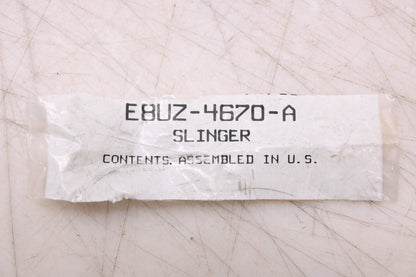 E8UZ-4670-A
SLINGER
CONTENTS. ASSEMBLED IN U.S.